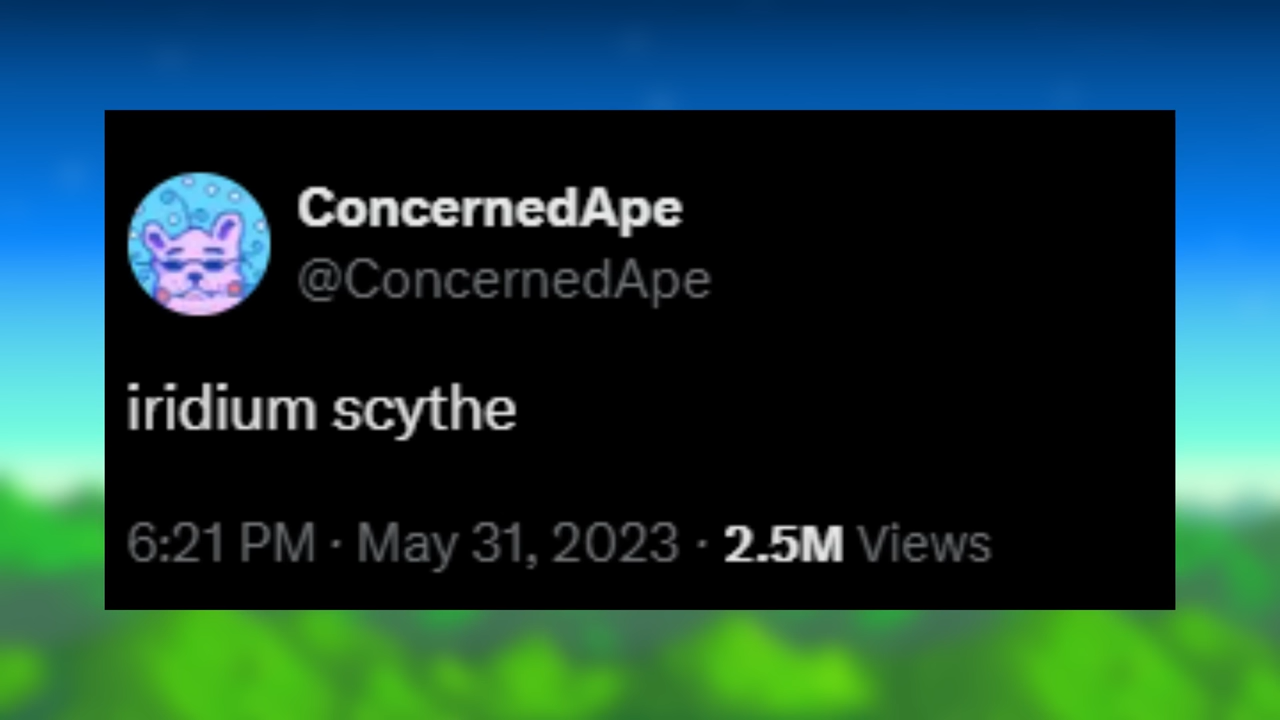 ConcernedApe
@ConcernedApe
iridium scythe
6:21 PM · May 31, 2023 · 2.5M Views